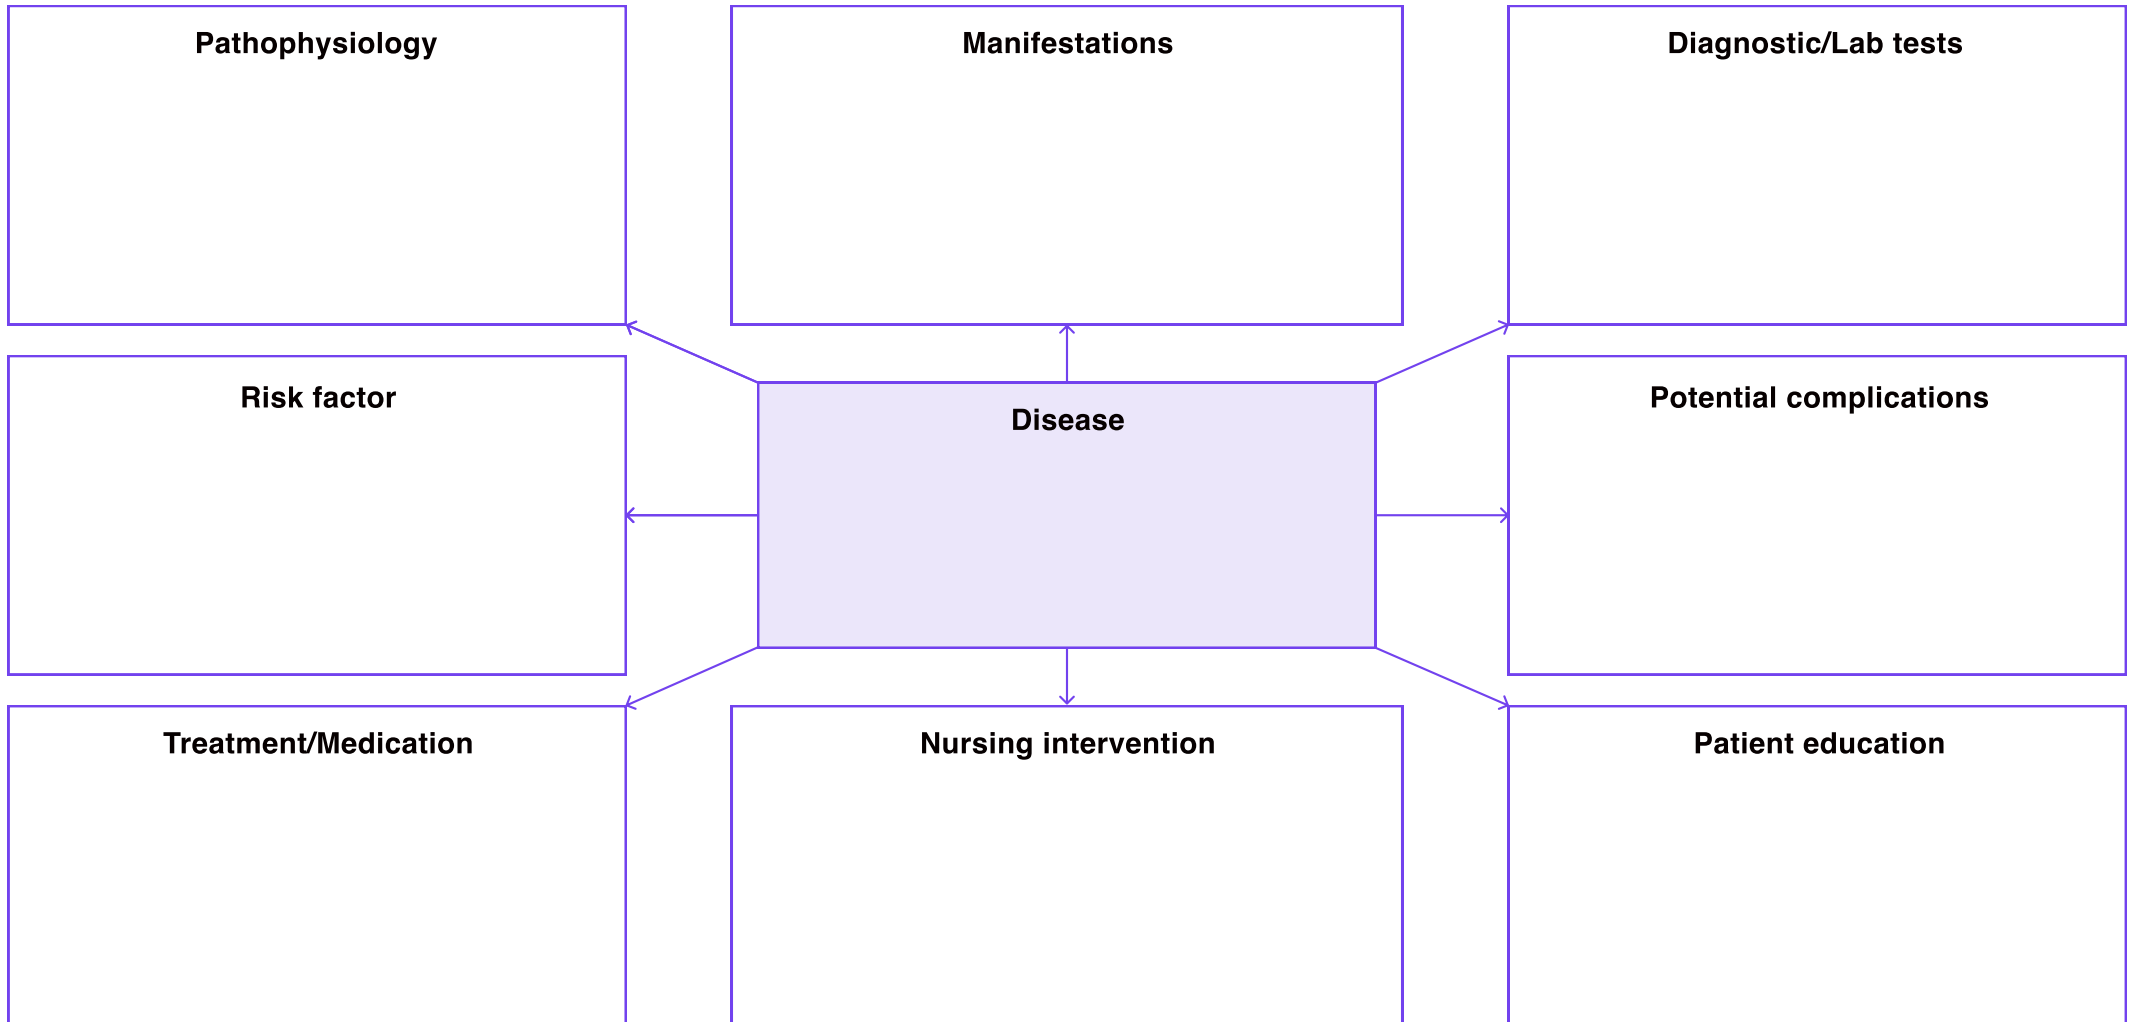 Pathophysiology
Manifestations
Diagnostic/Lab tests
Risk factor
Disease
Potential complications
Treatment/Medication
Nursing intervention
Patient education